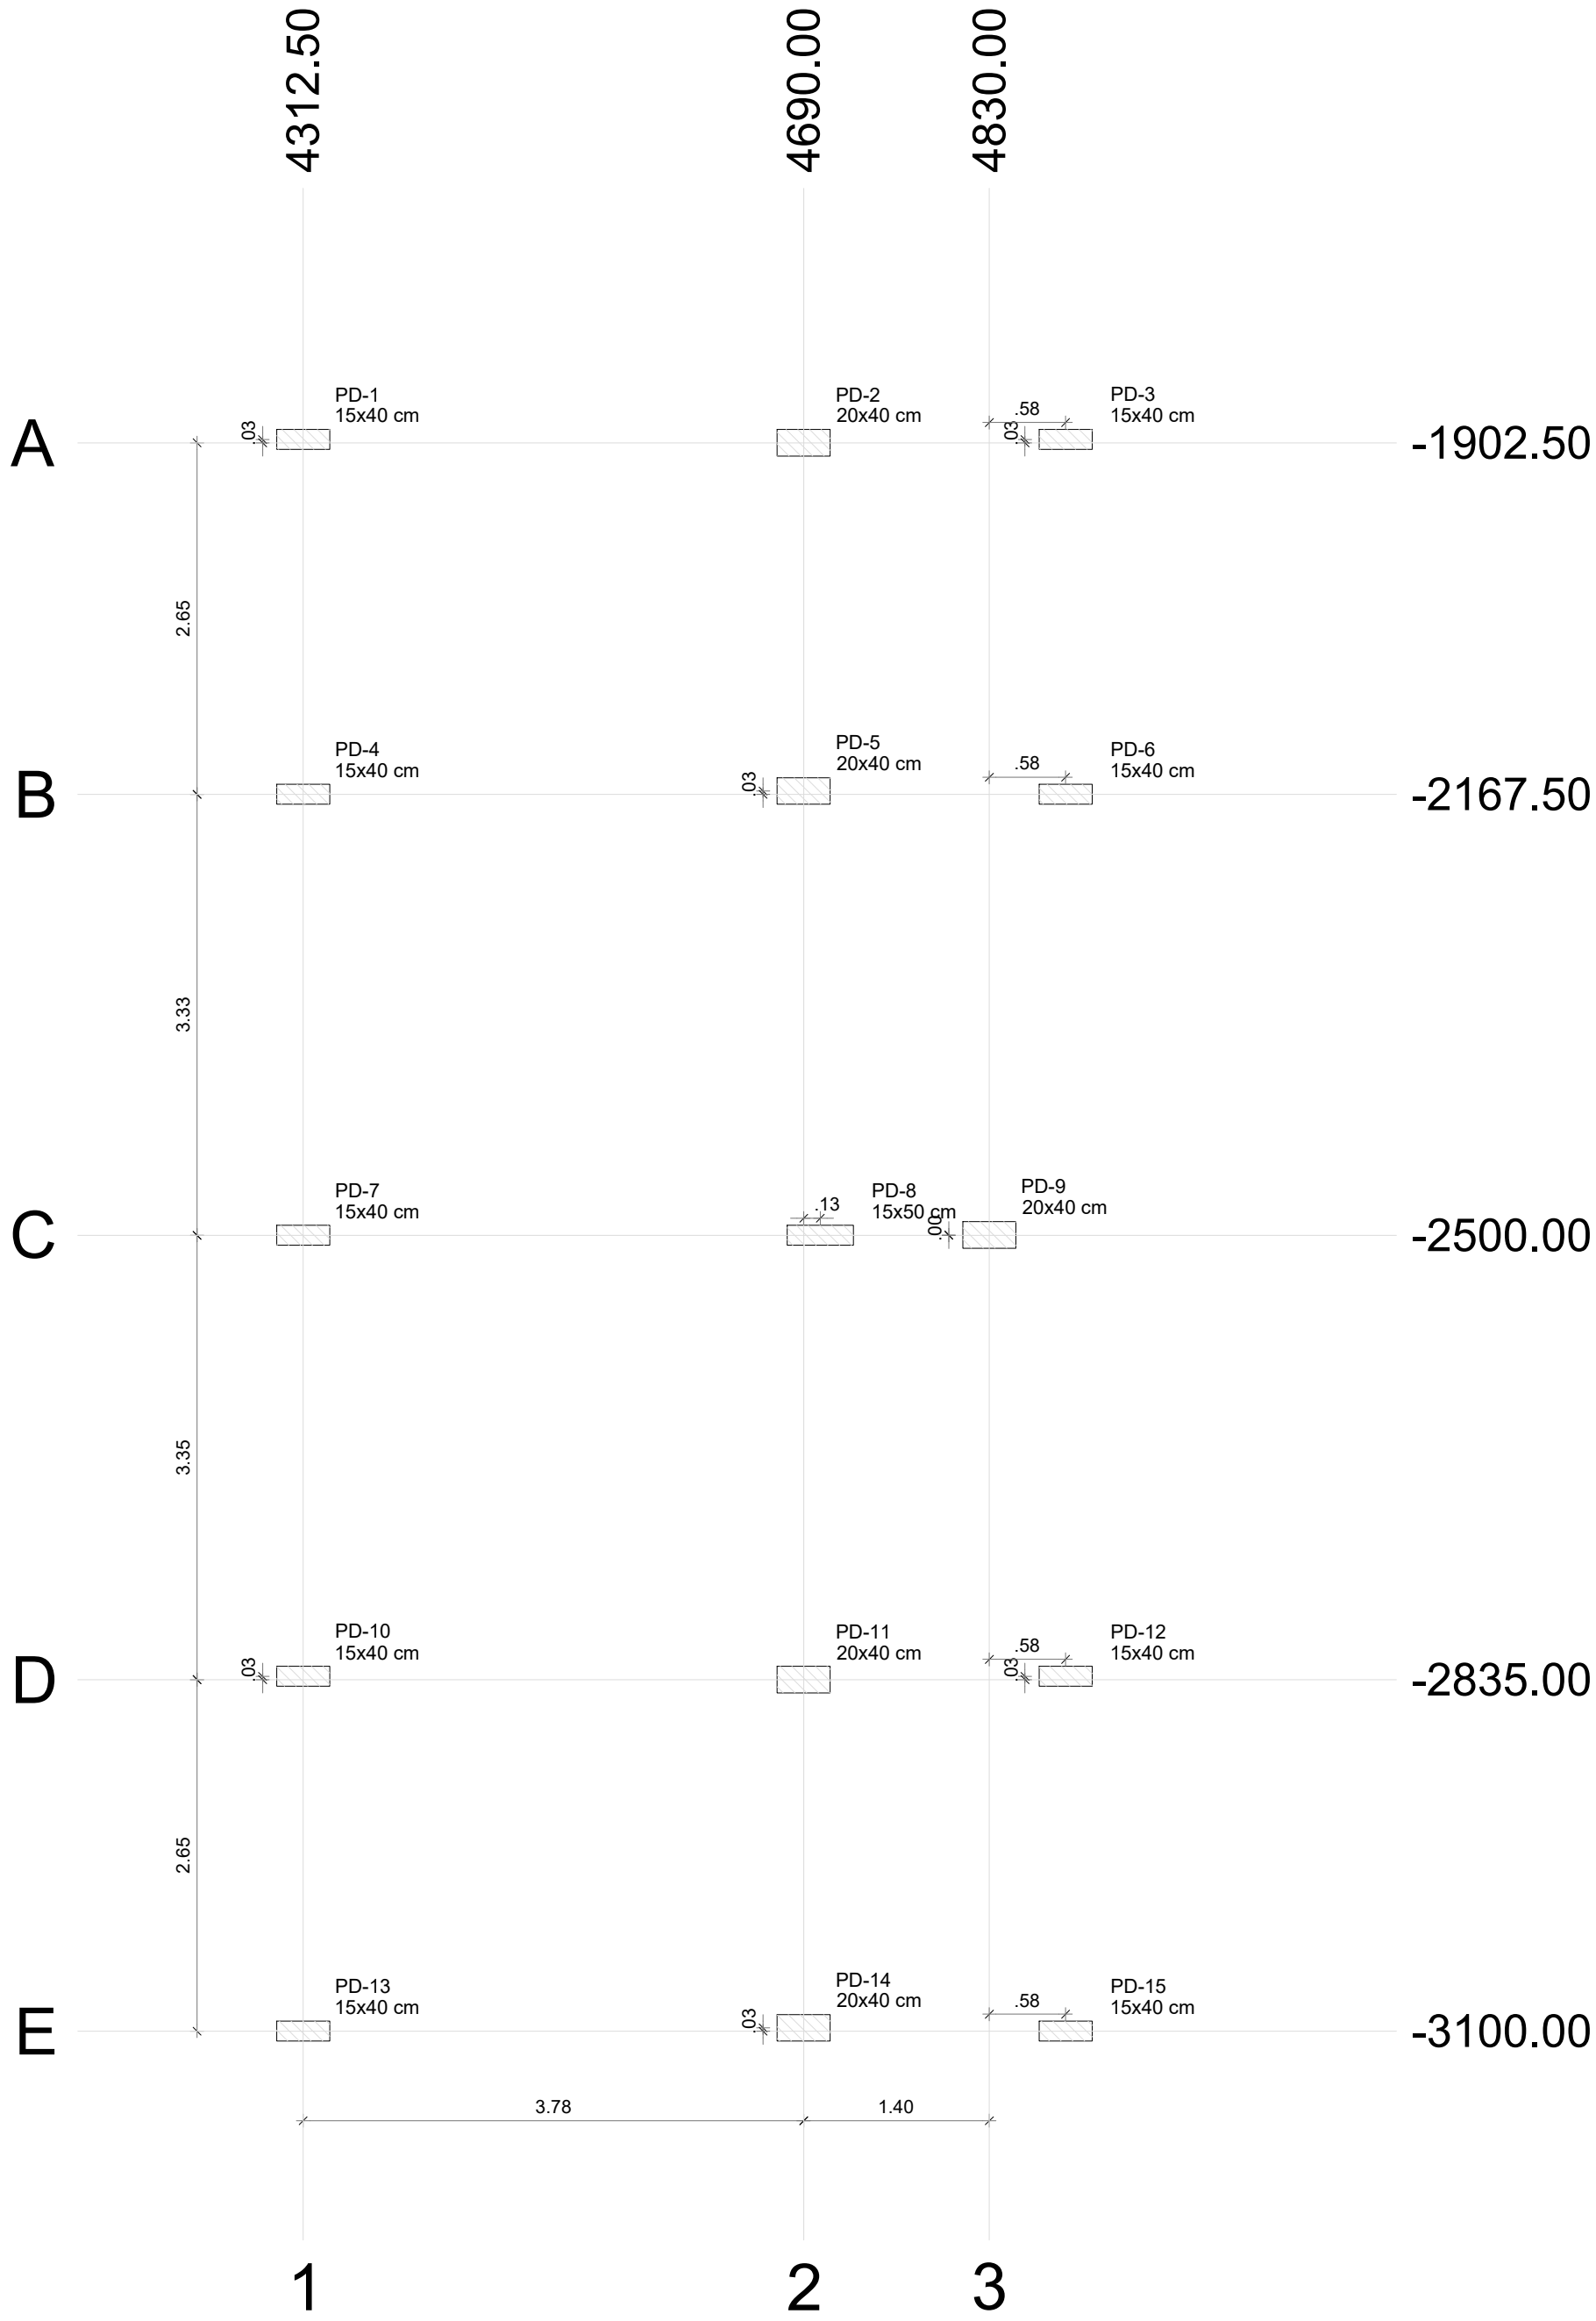 4312.50
4690.00
4830.00
PD-1
15x40 cm
.03
PD-2
20x40 cm
.58
.03
PD-3
15x40 cm
A
-1902.50
2.65
PD-4
15x40 cm
.03
PD-5
20x40 cm
.58
PD-6
15x40 cm
B
-2167.50
3.33
PD-7
15x40 cm
.13
PD-8
15x50 cm
.00
PD-9
20x40 cm
C
-2500.00
3.35
PD-10
15x40 cm
.03
PD-11
20x40 cm
.58
.03
PD-12
15x40 cm
D
-2835.00
2.65
PD-13
15x40 cm
.03
PD-14
20x40 cm
.58
PD-15
15x40 cm
E
-3100.00
3.78
1.40
1
2
3